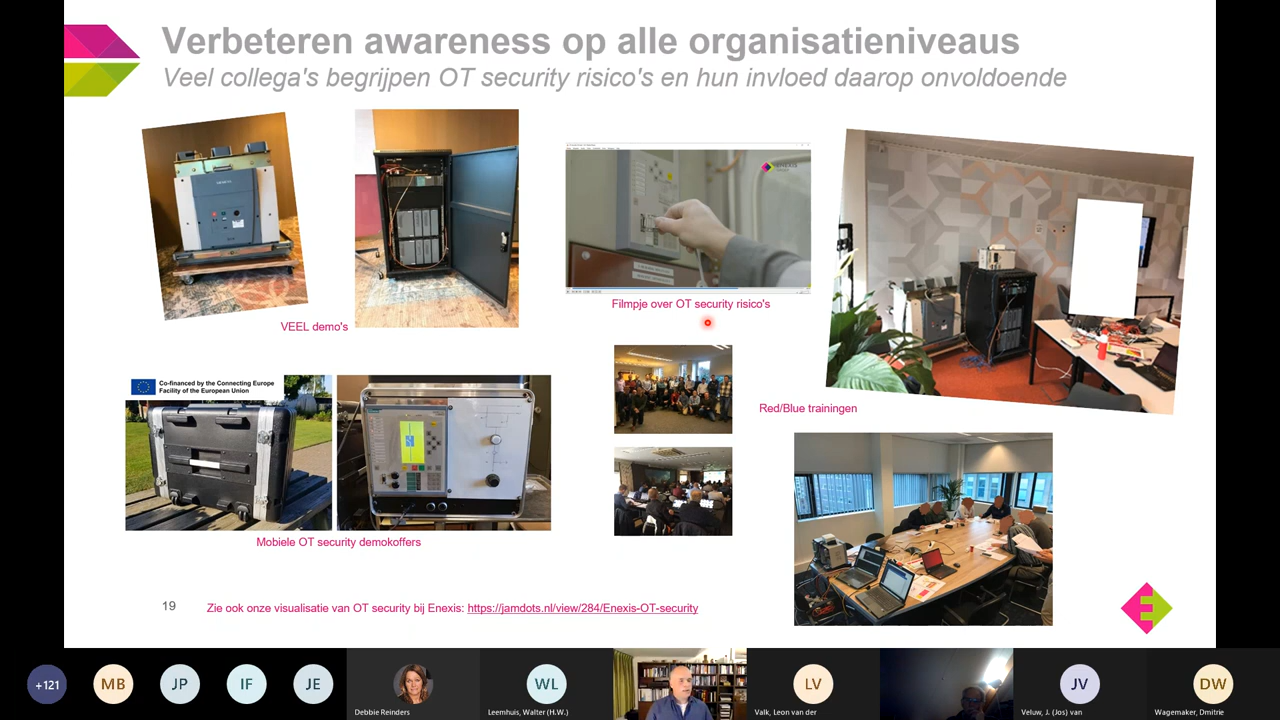 Verbeteren awareness op alle organisatieniveaus
Veel collega's begrijpen OT security risico's en hun invloed daarop onvoldoende
Filmpje over OT security risico's
VEEL demo's
Co-financed by the Connecting Europe
Facility of the European Union
Red/Blue trainingen
Mobiele OT security demokoffers
19
Zie ook onze visualisatie van OT security bij Enexis: https://jamdots.nl/view/284/Enexis-OT-security
+121
MB
JP
IF
JE
Debbie Reinders
WL
Leemhuis, Walter (H.W.)
LV
Valk, Leon van der
JV
Veluw, J. (Jos) van
DW
Wagemaker, Dmitrie